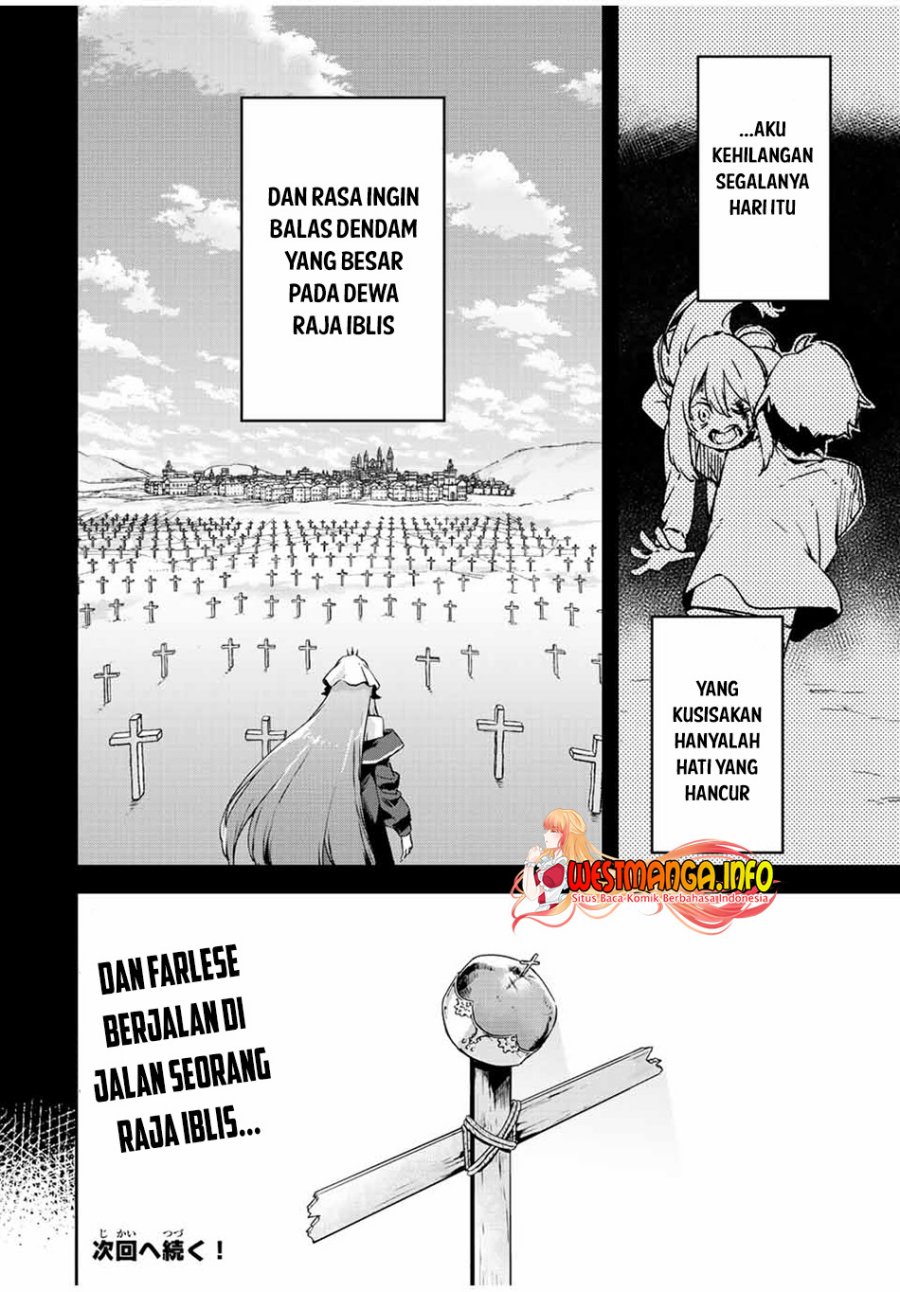 ...AKU
KEHILANGAN
SEGALANYA
HARI ITU
YANG
KUSISAKAN
HANYALAH
HATI YANG
HANCUR
DAN RASA INGIN
BALAS DENDAM
YANG BESAR
PADA DEWA
RAJA IBLIS
WESTMANGA.INFO
Situs Baca Komik Berbahasa Indonesia
DAN FARLESE
BERJALAN DI
JALAN SEORANG
RAJA IBLIS...
じかい つづ
次回へ続く!